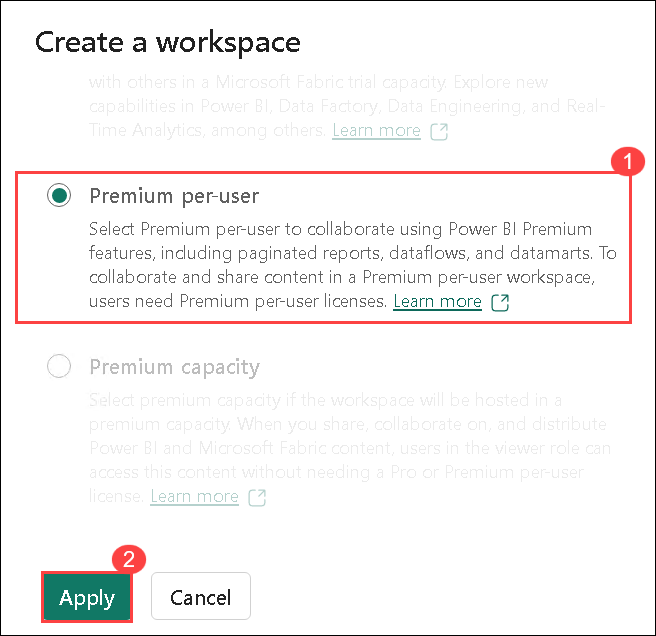 Create a workspace
with others in a Microsoft Fabric trial capacity. Explore new
capabilities in Power BI, Data Factory, Data Engineering, and Real-
Time Analytics, among others. Learn more
1
Premium per-user
Select Premium per-user to collaborate using Power BI Premium
features, including paginated reports, dataflows, and datamarts. To
collaborate and share content in a Premium per-user workspace,
users need Premium per-user licenses. Learn more
Premium capacity
Select premium capacity if the workspace will be hosted in a
premium capacity. When you share, collaborate on, and distribute
Power BI and Microsoft Fabric content, users in the viewer role can
access this content without needing a Pro or Premium per-user
license. Learn more
2
Apply
Cancel